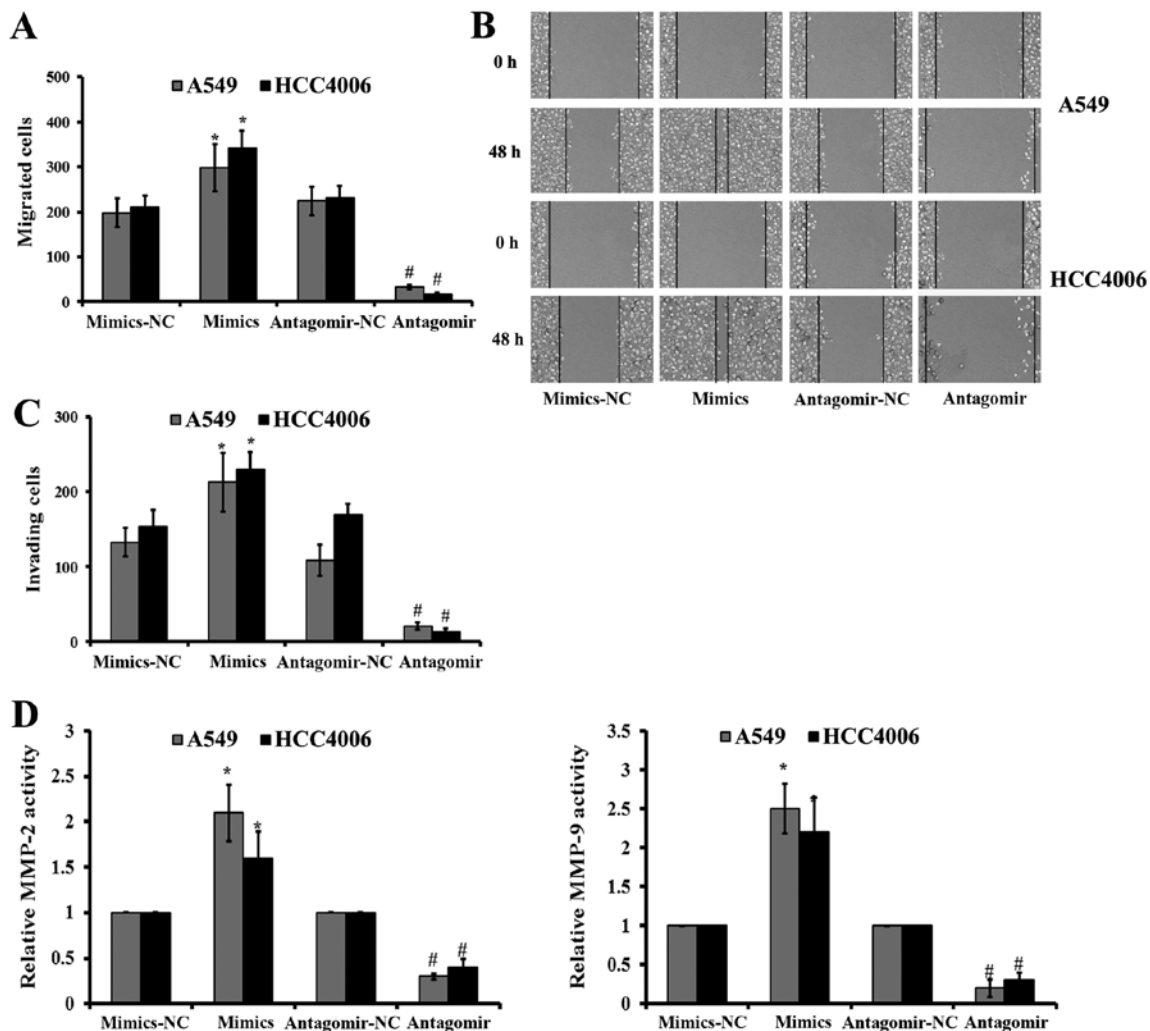 A
A549 HCC4006
Migrated cells
500
400
300
200
100
0
* *
# #
Mimics-NC Mimics Antagomir-NC Antagomir
B
0 h
48 h
A549
0 h
48 h
HCC4006
Mimics-NC Mimics Antagomir-NC Antagomir
C
A549 HCC4006
Invading cells
300
200
100
0
* *
# #
Mimics-NC Mimics Antagomir-NC Antagomir
D
A549 HCC4006
Relative MMP-2 activity
3
2.5
2
1.5
1
0.5
0
* *
# #
Mimics-NC Mimics Antagomir-NC Antagomir
A549 HCC4006
Relative MMP-9 activity
3.5
3
2.5
2
1.5
1
0.5
0
* *
# #
Mimics-NC Mimics Antagomir-NC Antagomir